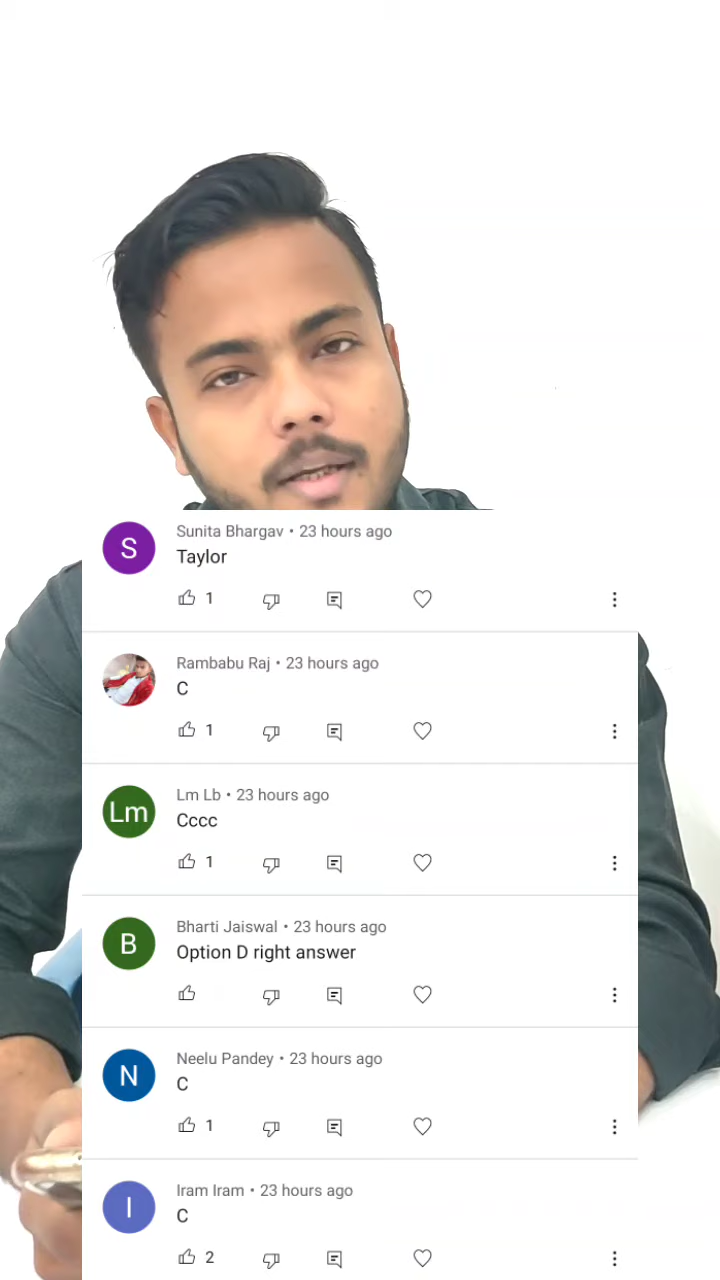 S
Sunita Bhargav • 23 hours ago
Taylor
1
Rambabu Raj • 23 hours ago
C
1
Lm
Lm Lb • 23 hours ago
Cccc
1
B
Bharti Jaiswal • 23 hours ago
Option D right answer
N
Neelu Pandey • 23 hours ago
C
1
I
Iram Iram • 23 hours ago
C
2